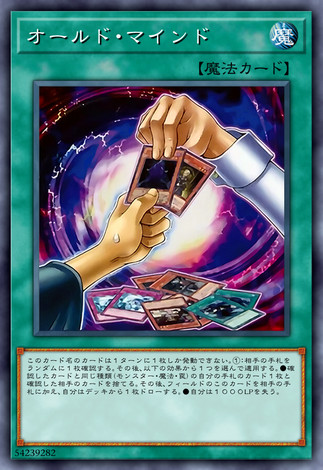 オールド・マインド
魔
【魔法カード】
このカード名のカードは1ターンに1枚しか発動できない。①:相手の手札を
ランダムに1枚確認する。その後、以下の効果から1つを選んで適用する。●確
認したカードと同じ種類(モンスター・魔法・罠)の自分の手札のカード1枚と
確認した相手のカードを捨てる。その後、フィールドのこのカードを相手の手
札に加え、自分はデッキから1枚ドローする。●自分は1000LPを失う。
54239282